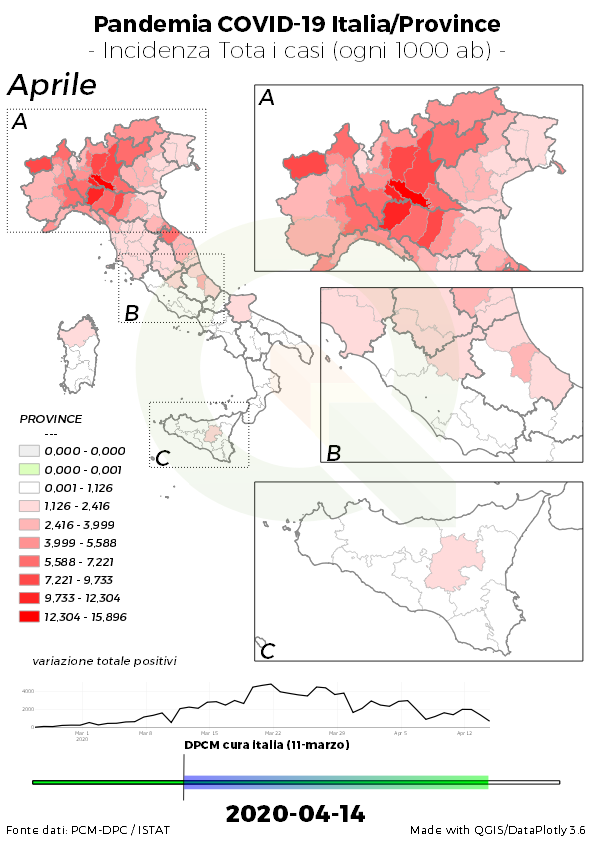 Pandemia COVID-19 Italia/Province
- Incidenza Tota i casi (ogni 1000 ab) -
Aprile
A
A
B
B
C
C
PROVINCE
---
0,000 - 0,000
0,000 - 0,001
0,001 - 1,126
1,126 - 2,416
2,416 - 3,999
3,999 - 5,588
5,588 - 7,221
7,221 - 9,733
9,733 - 12,304
12,304 - 15,896
variazione totale positivi
4000
2000
0
Mar 1 Mar 8 Mar 15 Mar 22 Mar 29 Apr 5 Apr 12
2020
DPCM cura italia (11-marzo)
2020-04-14
Fonte dati: PCM-DPC / ISTAT
Made with QGIS/DataPlotly 3.6